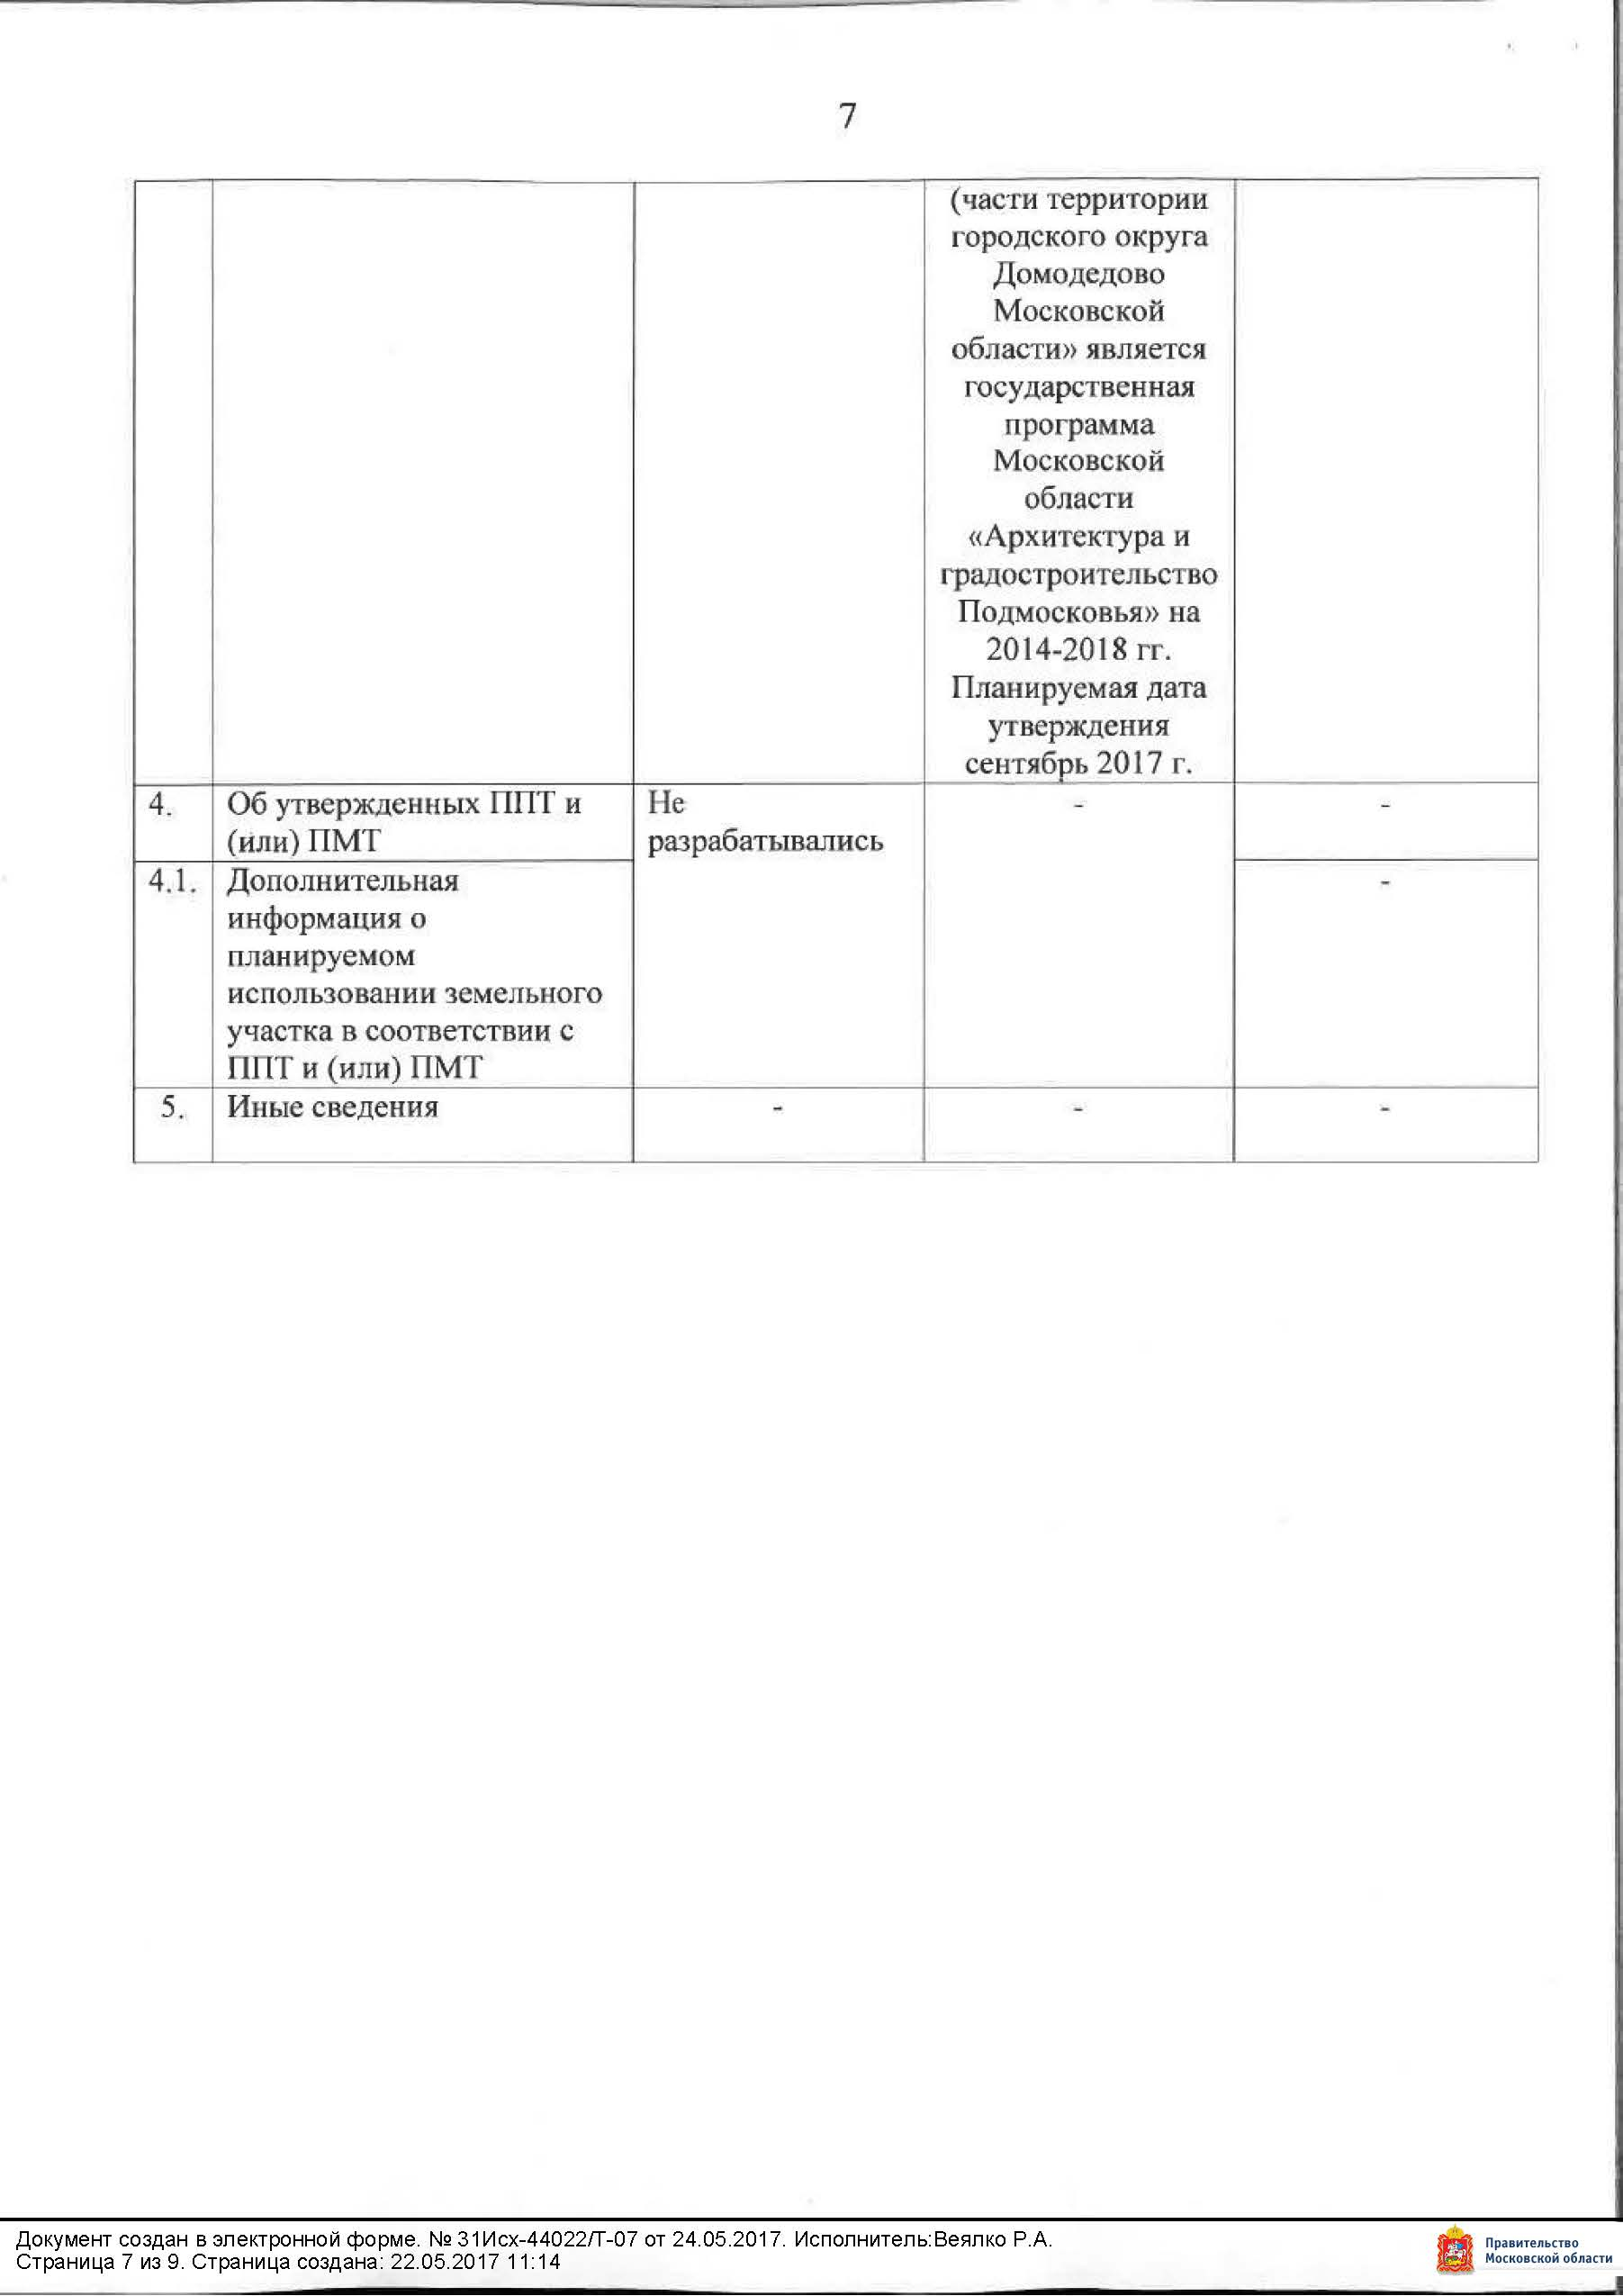 7
(части территории
городского округа
Домодедово
Московской
области» является
государственная
программа
Московской
области
«Архитектура и
градостроительство
Подмосковья» на
2014-2018 гг.
Планируемая дата
утверждения
сентябрь 2017 г.
4.
Об утвержденных ППТ и
(или) ПМТ
Не
разрабатывались
-
-
4.1.
Дополнительная
информация о
планируемом
использовании земельного
участка в соответствии с
ППТ и (или) ПМТ
-
5.
Иные сведения
-
-
-
Документ создан в электронной форме. № 31Исх-44022/Т-07 от 24.05.2017. Исполнитель:Веялко Р.А.
Страница 7 из 9. Страница создана: 22.05.2017 11:14
Правительство
Московской области